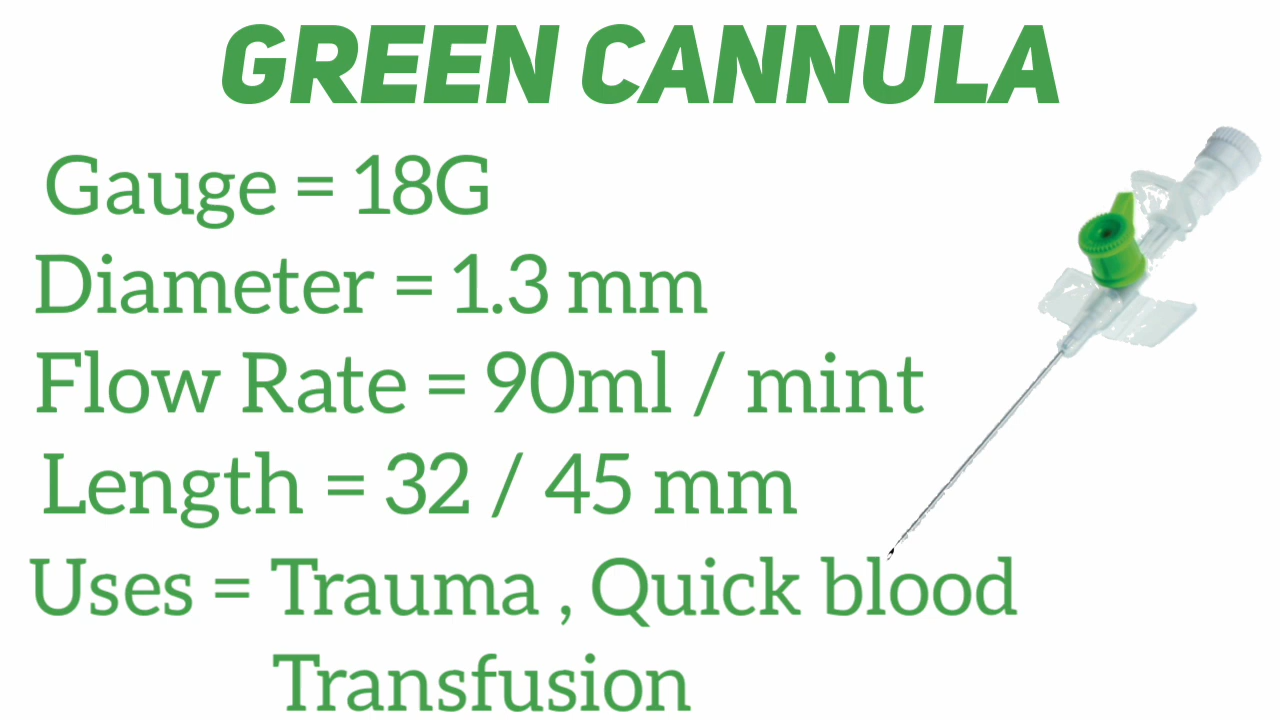 GREEN CANNULA
Gauge = 18G
Diameter = 1.3 mm
Flow Rate = 90ml / mint
Length = 32 / 45 mm
Uses = Trauma , Quick blood
Transfusion